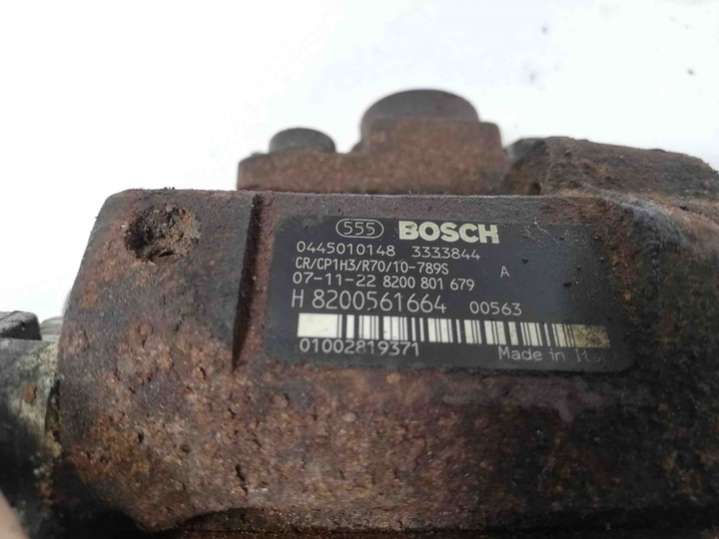 555 BOSCH
0445010148 3333844
CR/CP1H3/R70/10-789S A
07-11-22 8200 801 679
H 8200561664 00563
01002819371 Made in